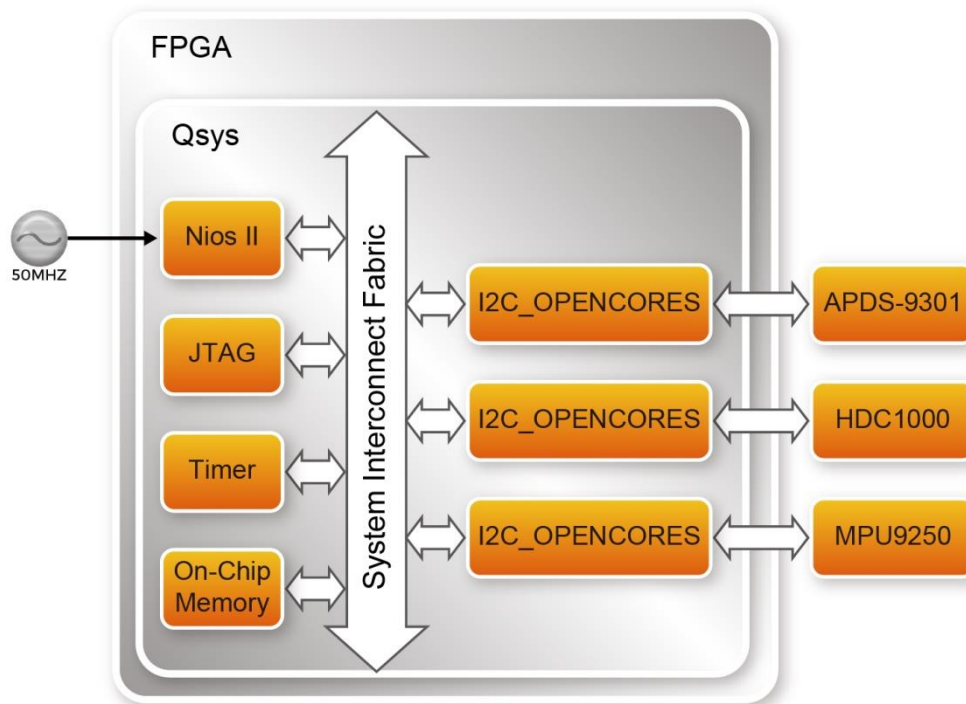 FPGA
Qsys
50MHZ
Nios II
JTAG
Timer
On-Chip
Memory
System Interconnect Fabric
I2C_OPENCORES
APDS-9301
I2C_OPENCORES
HDC1000
I2C_OPENCORES
MPU9250